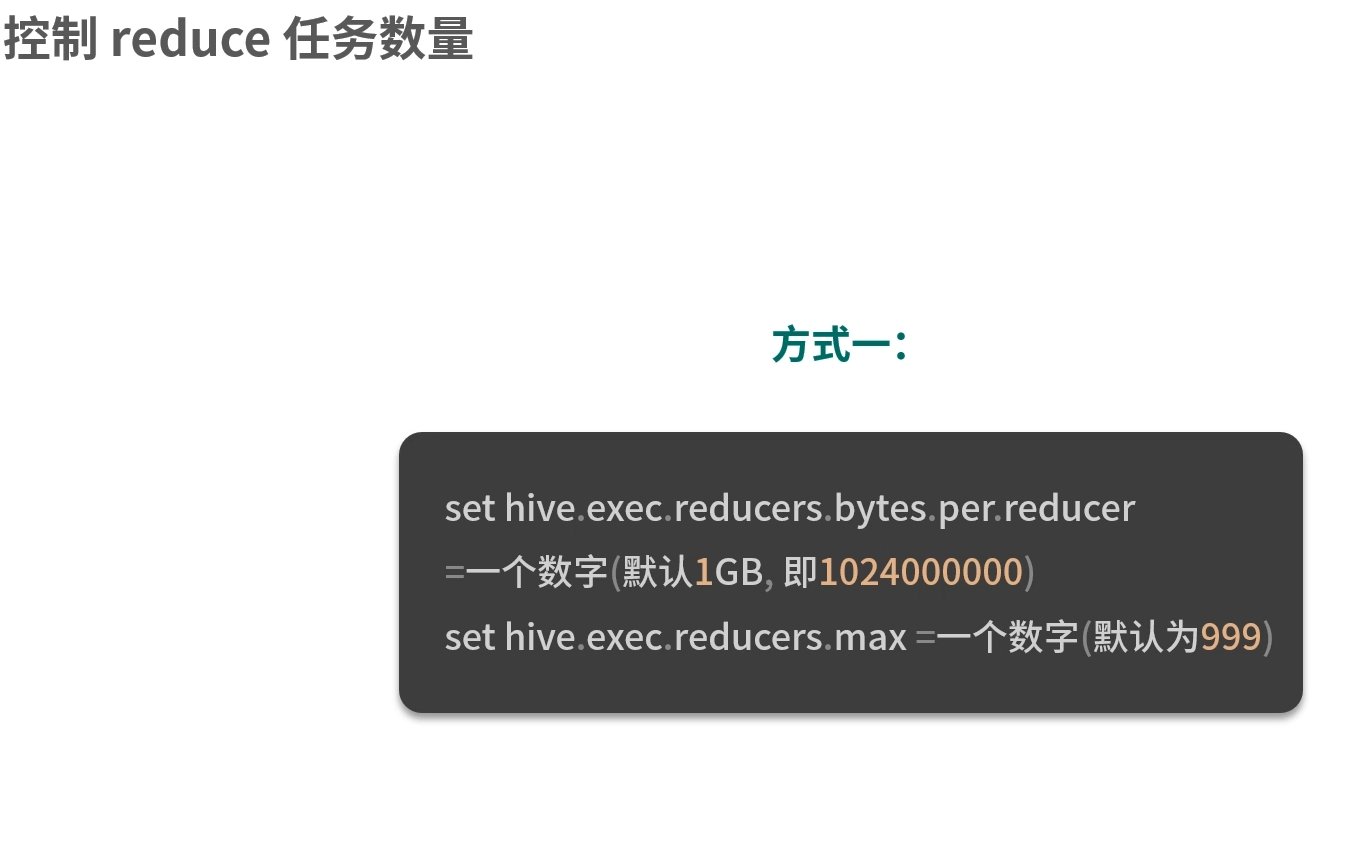 控制 reduce 任务数量
方式一：
set hive.exec.reducers.bytes.per.reducer
=一个数字(默认1GB, 即1024000000)
set hive.exec.reducers.max =一个数字(默认为999)